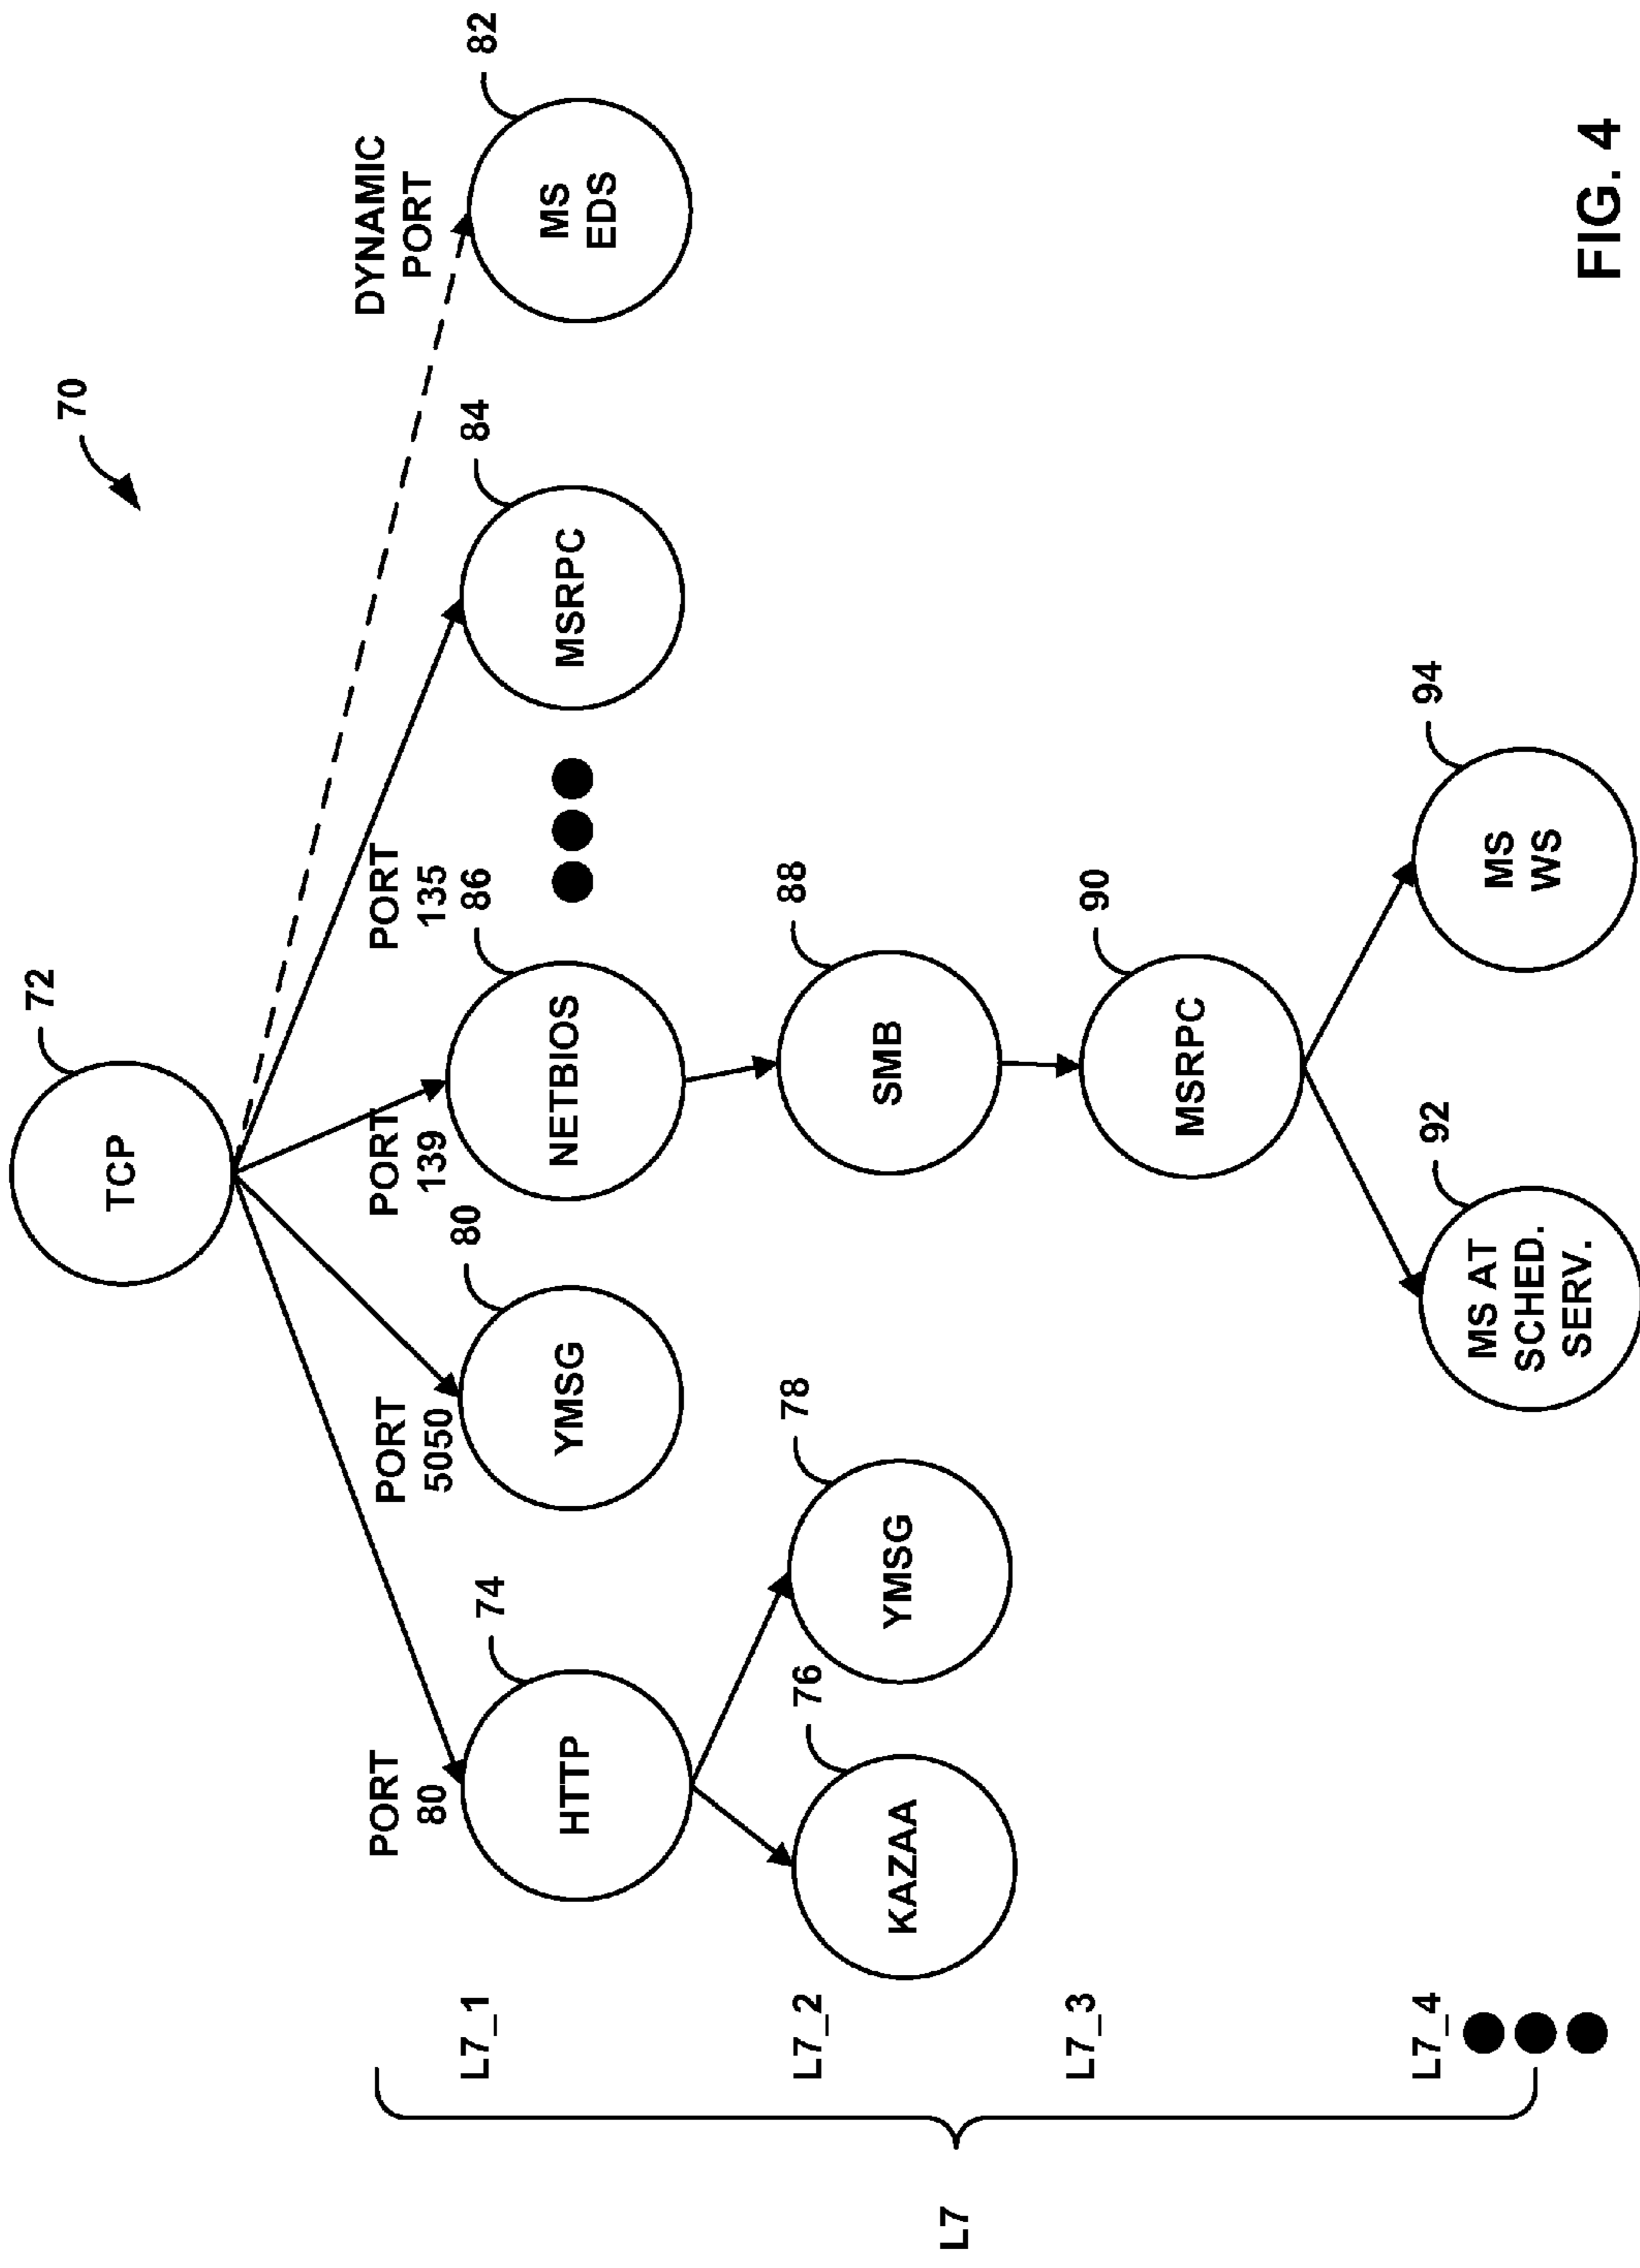 70
72
TCP
DYNAMIC
PORT
82
MS
EDS
PORT
80
74
HTTP
PORT
5050
80
YMSG
PORT
139
86
NETBIOS
PORT
135
84
MSRPC
76
KAZAA
78
YMSG
88
SMB
90
MSRPC
92
MS AT
SCHED.
SERV.
94
MS
WS
L7
L7_1
L7_2
L7_3
L7_4
FIG. 4